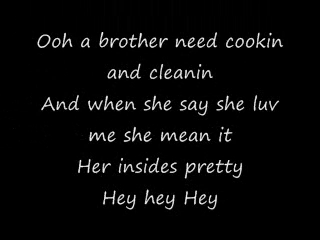 Ooh a brother need cookin
and cleanin
And when she say she luv
me she mean it
Her insides pretty
Hey hey Hey